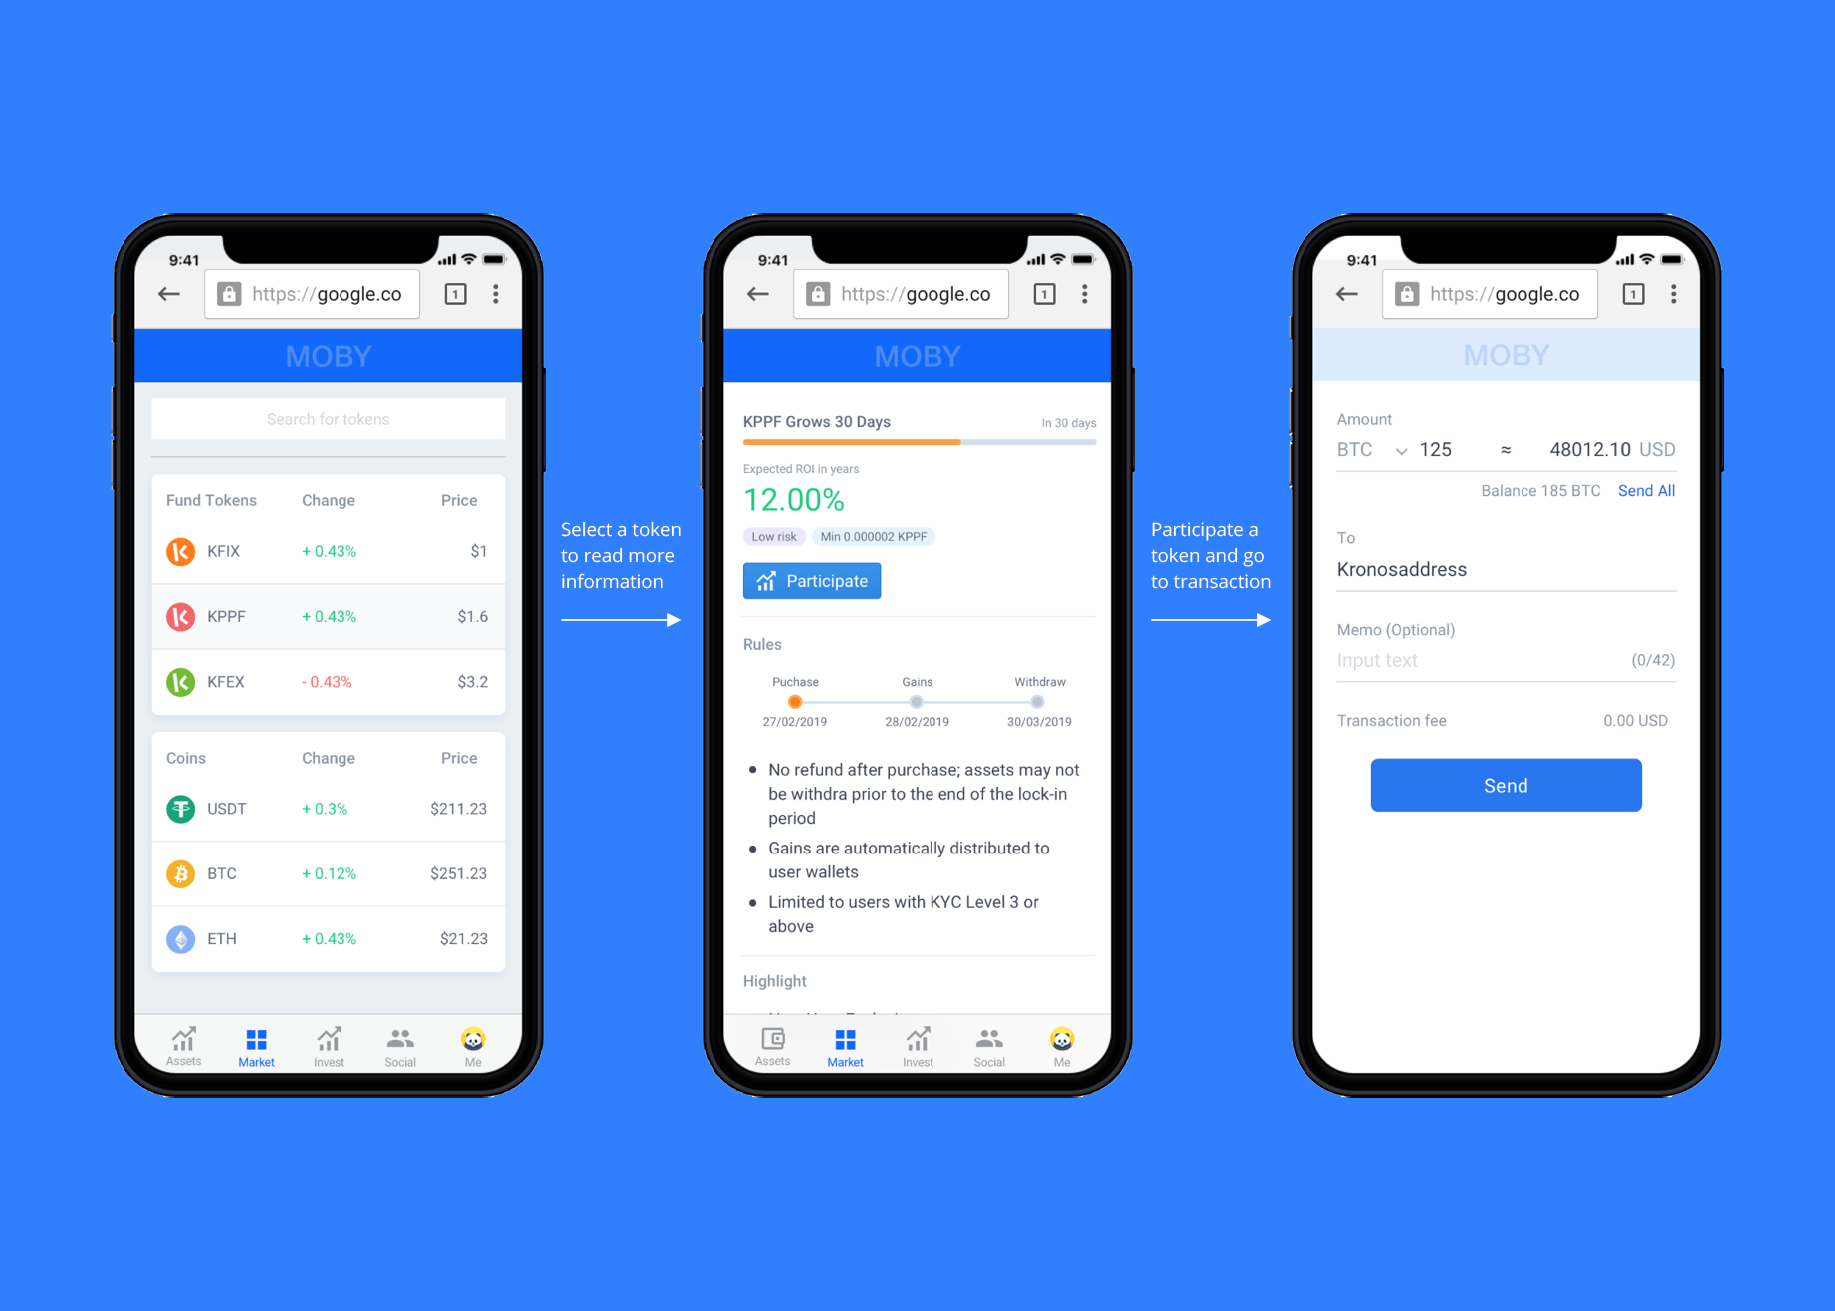 9:41
https://google.co
1
MOBY
Search for tokens
Fund Tokens Change Price
KFIX + 0.43% $1
KPPF + 0.43% $1.6
KFEX - 0.43% $3.2
Coins Change Price
USDT + 0.3% $211.23
BTC + 0.12% $251.23
ETH + 0.43% $21.23
Assets Market Invest Social Me
Select a token
to read more
information
9:41
https://google.co
1
MOBY
KPPF Grows 30 Days In 30 days
Expected ROI in years
12.00%
Low risk Min 0.000002 KPPF
Participate
Rules
Puchase Gains Withdraw
27/02/2019 28/02/2019 30/03/2019
No refund after purchase; assets may not
be withdra prior to the end of the lock-in
period
Gains are automatically distributed to
user wallets
Limited to users with KYC Level 3 or
above
Highlight
Assets Market Invest Social Me
Participate a
token and go
to transaction
9:41
https://google.co
1
MOBY
Amount
BTC 125 ≈ 48012.10 USD
Balance 185 BTC Send All
To
Kronosaddress
Memo (Optional)
Input text (0/42)
Transaction fee 0.00 USD
Send